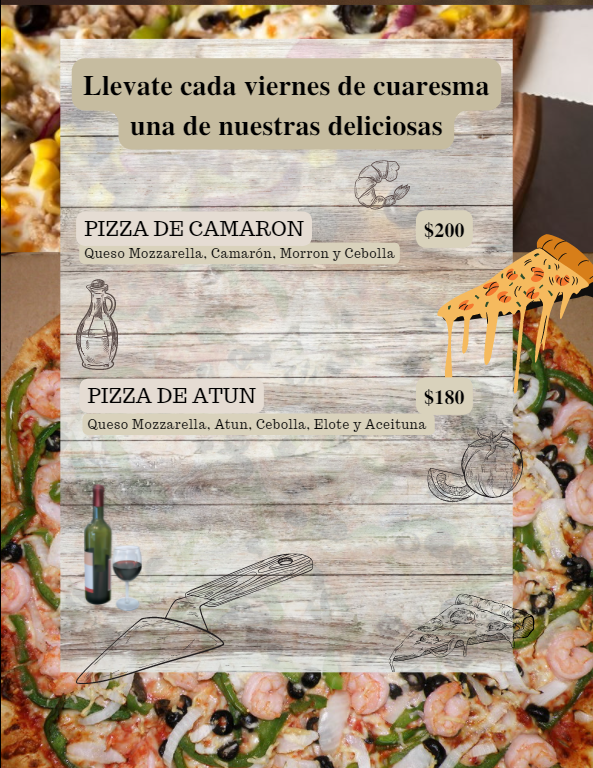 Llevate cada viernes de cuaresma
una de nuestras deliciosas
PIZZA DE CAMARON $200
Queso Mozzarella, Camarón, Morron y Cebolla
PIZZA DE ATUN $180
Queso Mozzarella, Atun, Cebolla, Elote y Aceituna